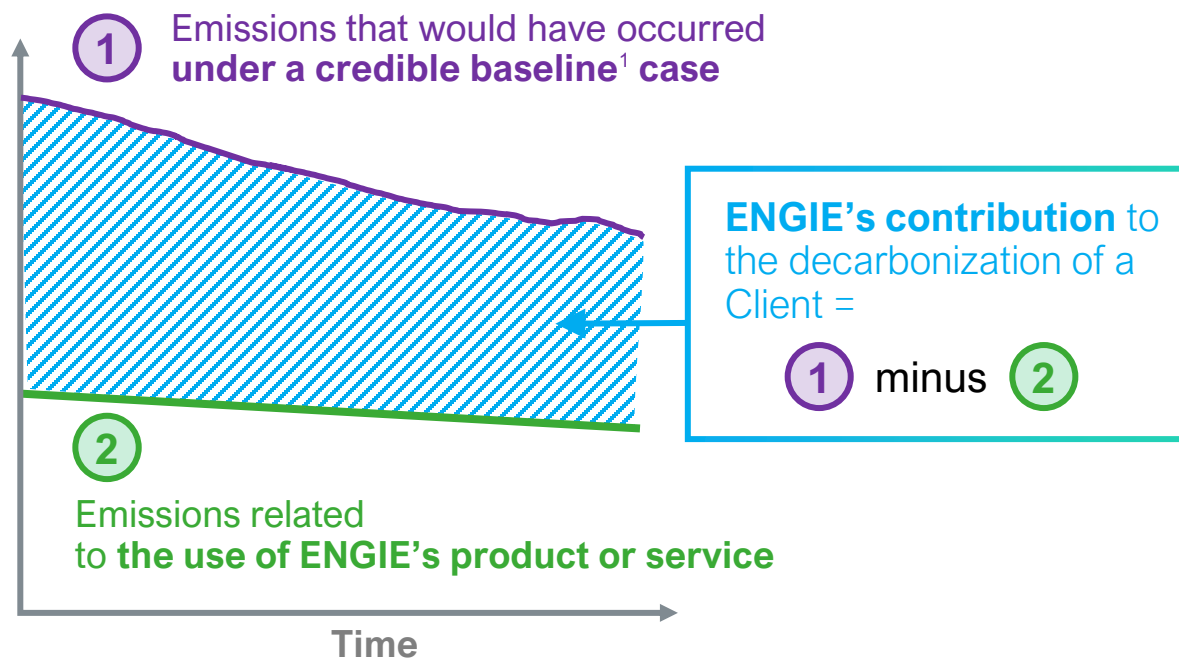 1
Emissions that would have occurred
under a credible baseline¹ case
ENGIE’s contribution to
the decarbonization of a
Client =
1 minus 2
2
Emissions related
to the use of ENGIE’s product or service
Time